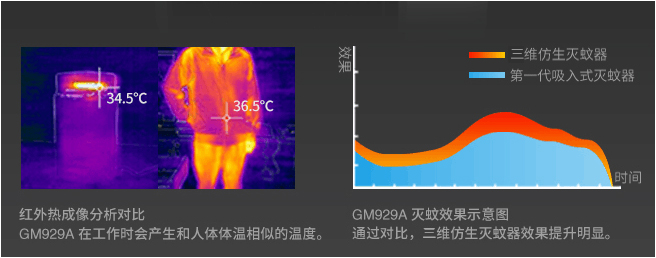 34.5℃
36.5℃
红外热成像分析对比
GM929A 在工作时会产生和人体体温相似的温度。
效果
三维仿生灭蚊器
第一代吸入式灭蚊器
时间
GM929A 灭蚊效果示意图
通过对比，三维仿生灭蚊器效果提升明显。